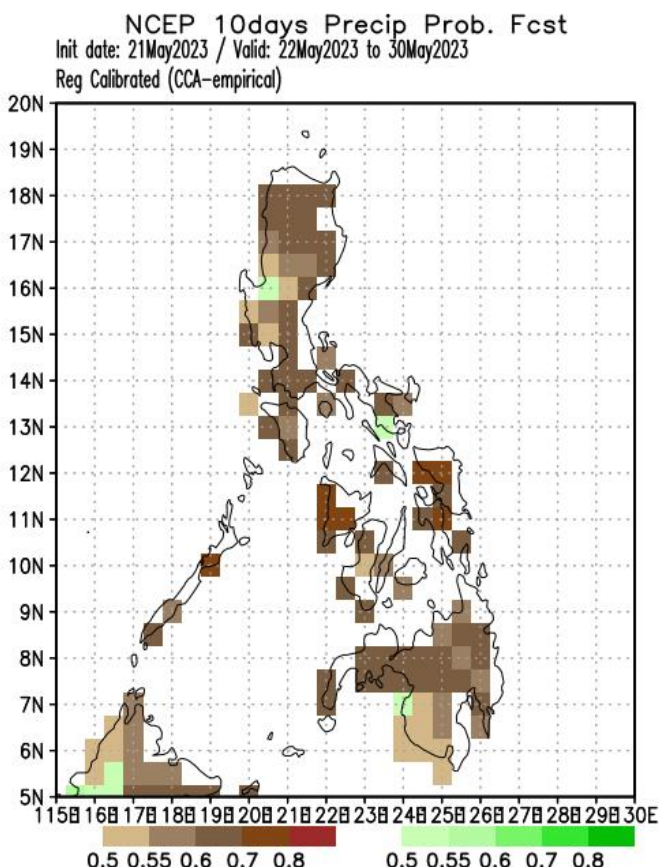 NCEP 10days Precip Prob. Fcst
Init date: 21May2023 / Valid: 22May2023 to 30May2023
Reg Calibrated (CCA-empirical)
20N
19N
18N
17N
16N
15N
14N
13N
12N
11N
10N
9N
8N
7N
6N
5N
115E 116E 117E 118E 119E 120E 121E 122E 123E 124E 125E 126E 127E 128E 129E 130E
0.5 0.55 0.6 0.7 0.8 0.5 0.55 0.6 0.7 0.8